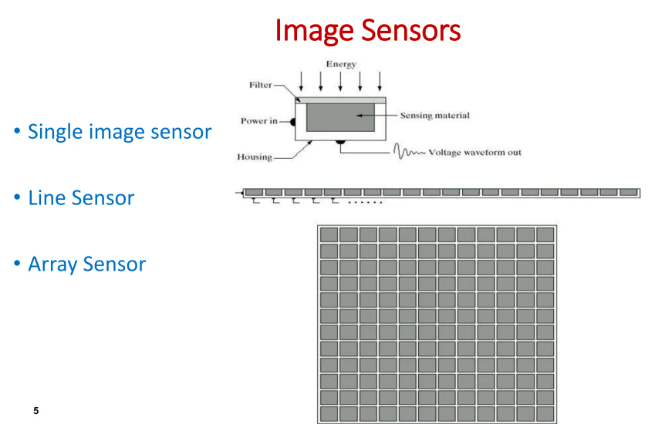 Image Sensors
Energy
Filter
Power in
Sensing material
Housing
Voltage waveform out
• Single image sensor
• Line Sensor
• Array Sensor
5